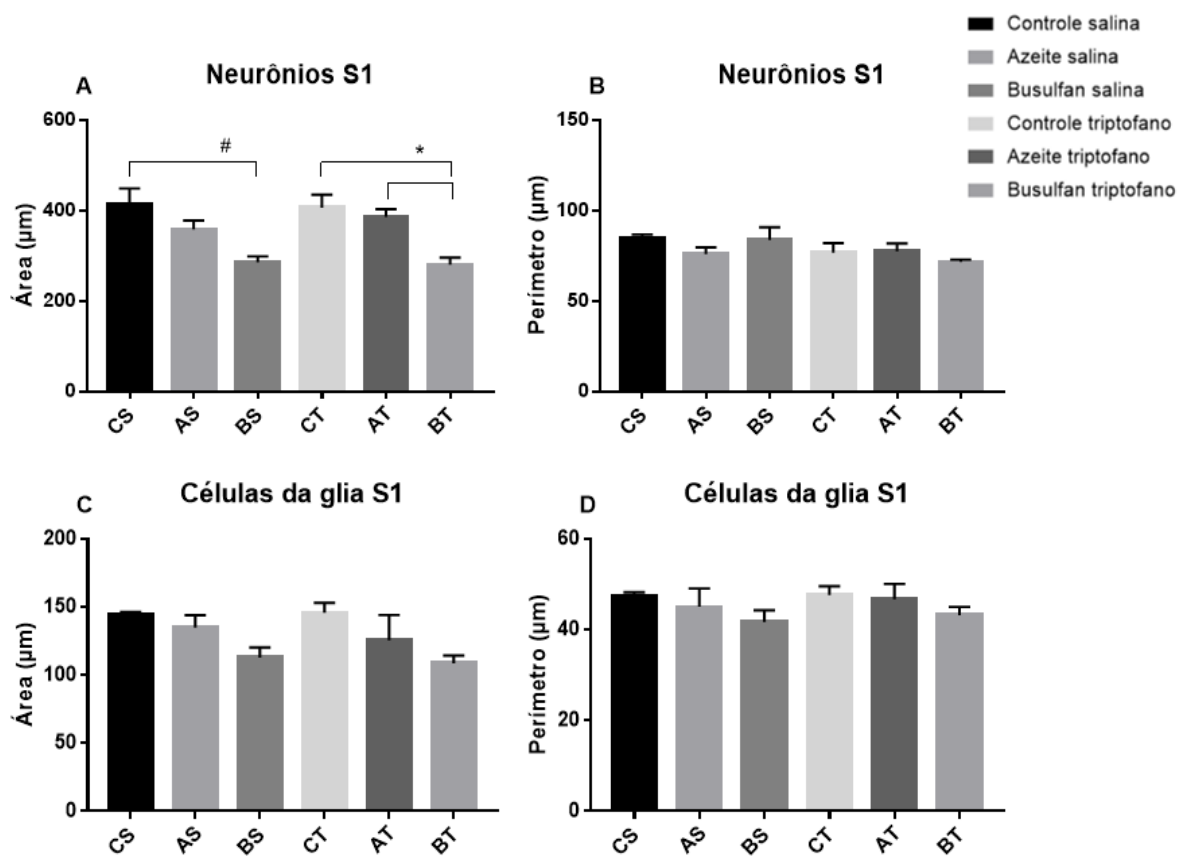 Controle salina
Azeite salina
Busulfan salina
Controle triptofano
Azeite triptofano
Busulfan triptofano
A
Neurônios S1
Área (µm)
600
400
200
0
#
*
CS
AS
BS
CT
AT
BT
B
Neurônios S1
Perímetro (µm)
150
100
50
0
CS
AS
BS
CT
AT
BT
C
Células da glia S1
Área (µm)
200
150
100
50
0
CS
AS
BS
CT
AT
BT
D
Células da glia S1
Perímetro (µm)
60
40
20
0
CS
AS
BS
CT
AT
BT